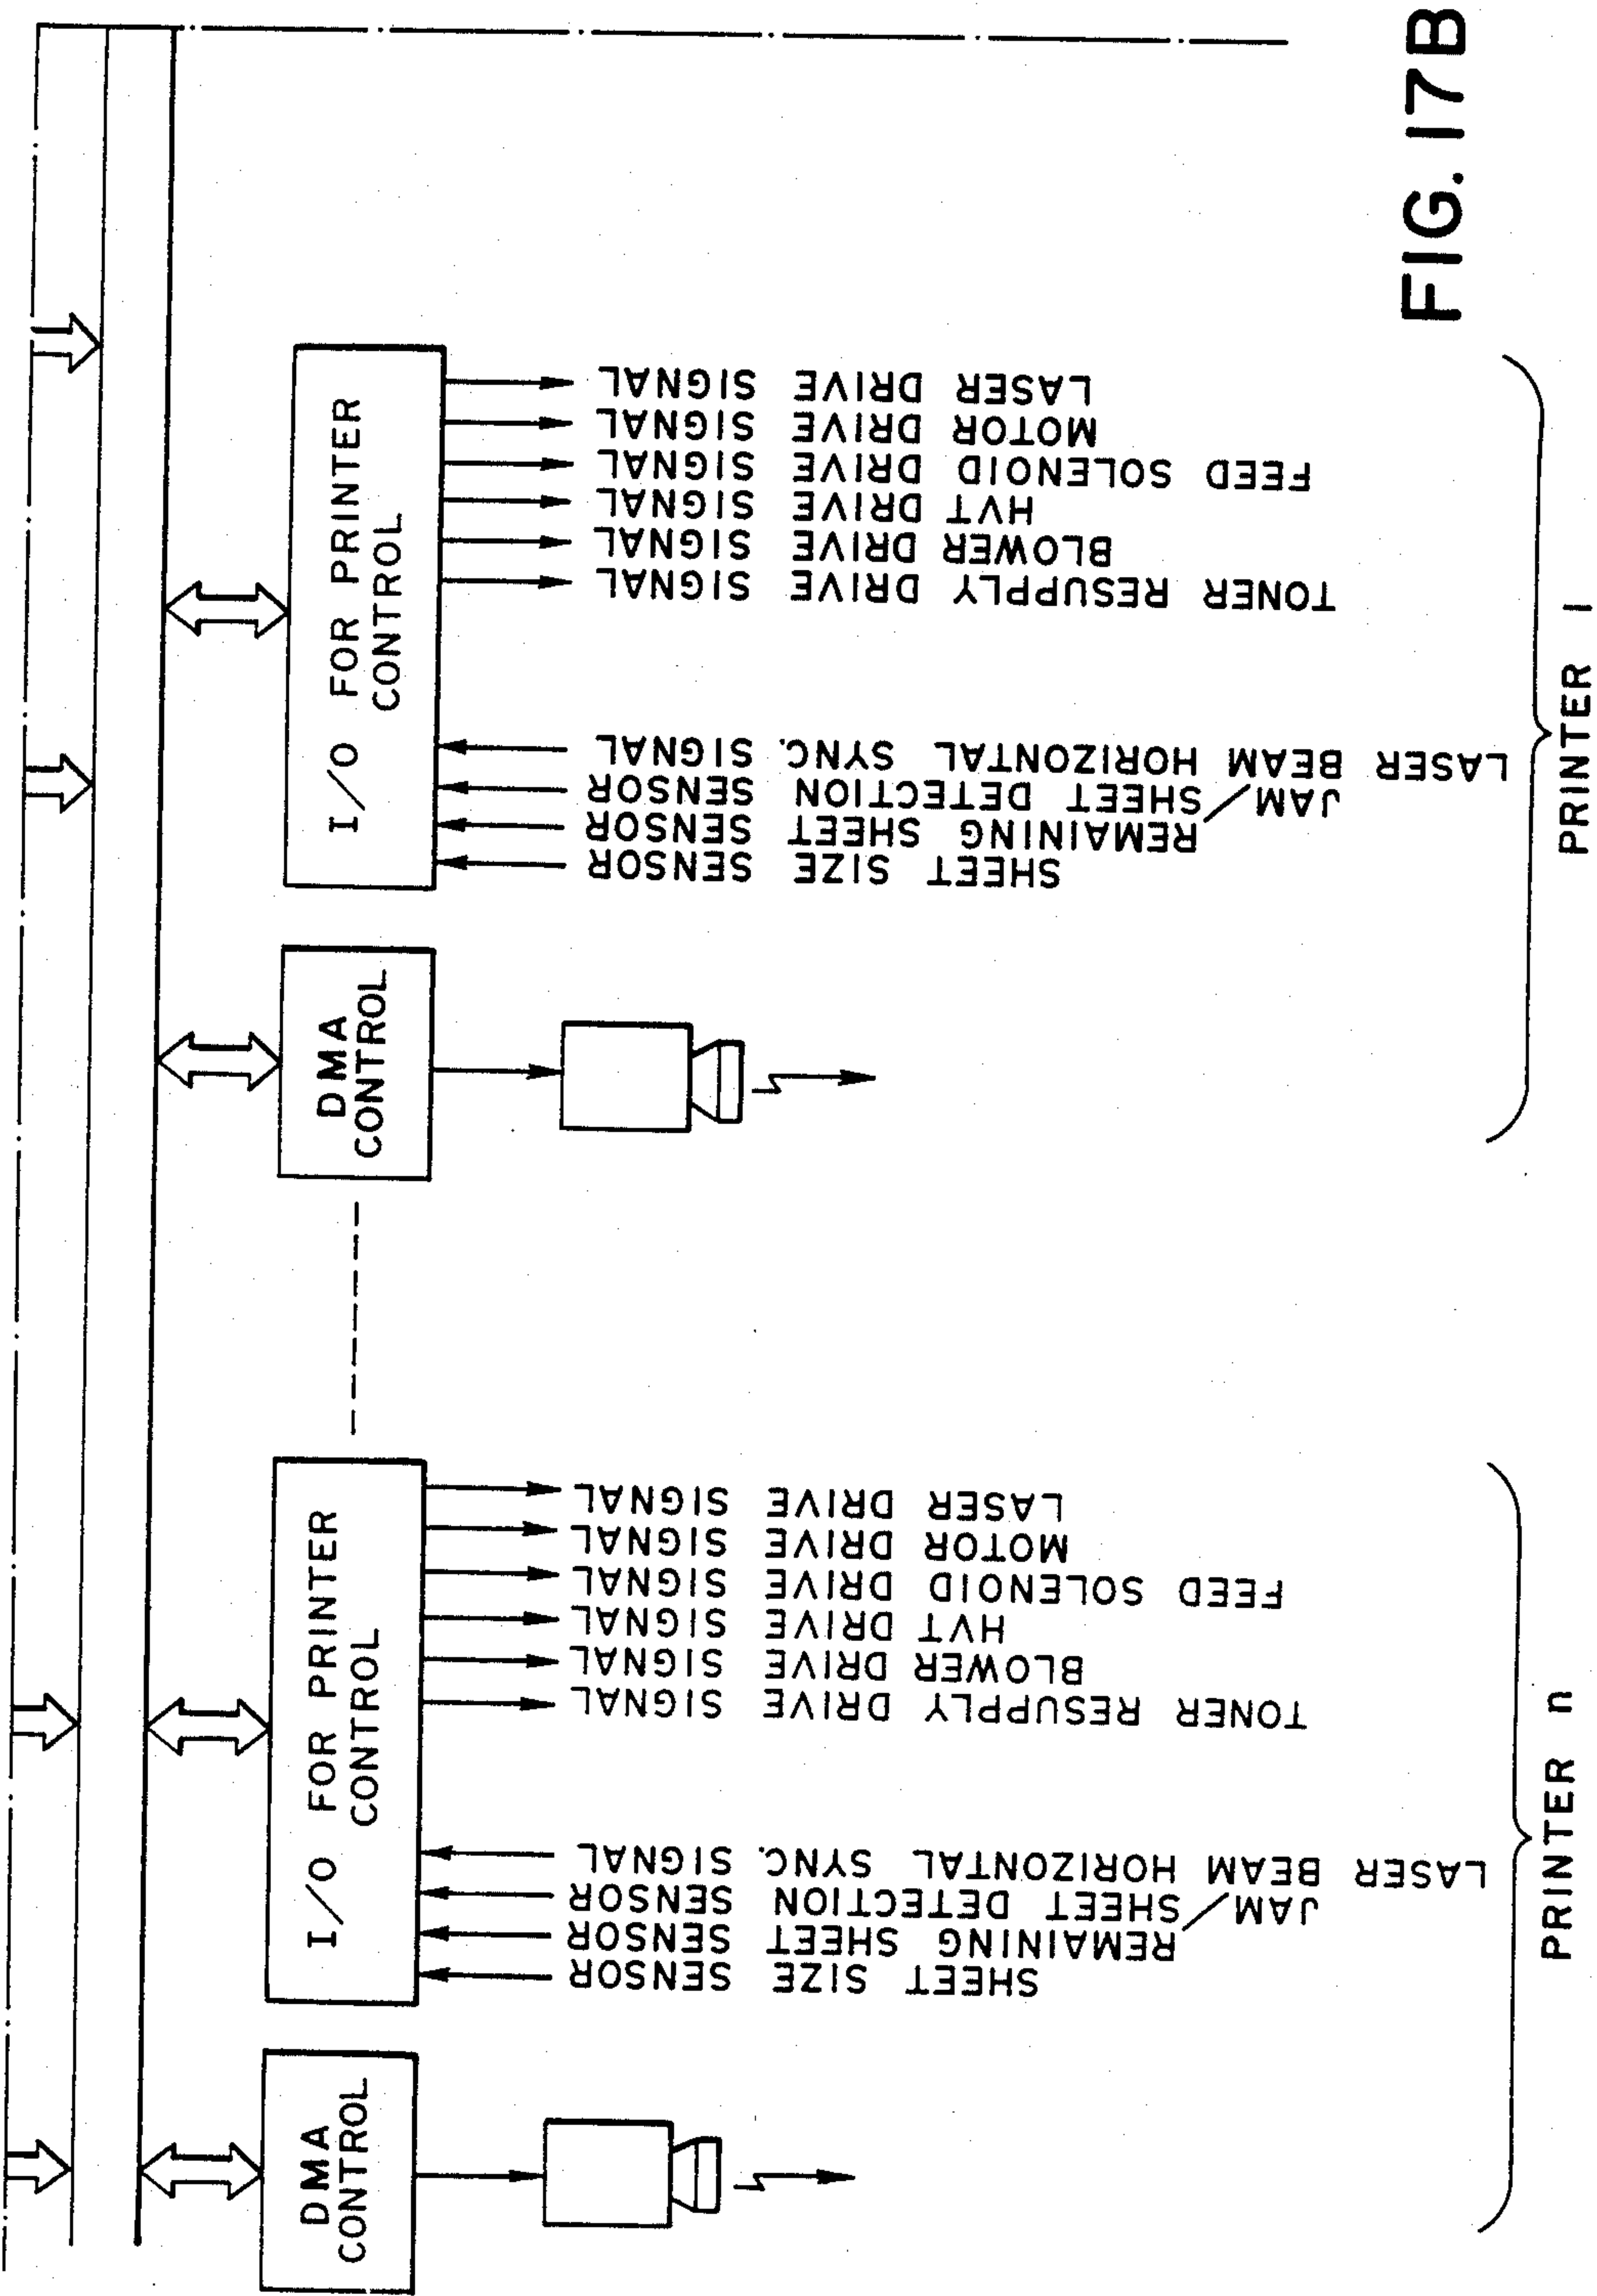 DMA
CONTROL
I/O FOR PRINTER
CONTROL
SHEET SIZE SENSOR
REMAINING SHEET SENSOR
JAM/SHEET DETECTION SENSOR
LASER BEAM HORIZONTAL SYNC. SIGNAL
TONER RESUPPLY DRIVE SIGNAL
BLOWER DRIVE SIGNAL
HVT DRIVE SIGNAL
FEED SOLENOID DRIVE SIGNAL
MOTOR DRIVE SIGNAL
LASER DRIVE SIGNAL
PRINTER n
DMA
CONTROL
I/O FOR PRINTER
CONTROL
SHEET SIZE SENSOR
REMAINING SHEET SENSOR
JAM/SHEET DETECTION SENSOR
LASER BEAM HORIZONTAL SYNC. SIGNAL
TONER RESUPPLY DRIVE SIGNAL
BLOWER DRIVE SIGNAL
HVT DRIVE SIGNAL
FEED SOLENOID DRIVE SIGNAL
MOTOR DRIVE SIGNAL
LASER DRIVE SIGNAL
PRINTER 1
FIG. 17B